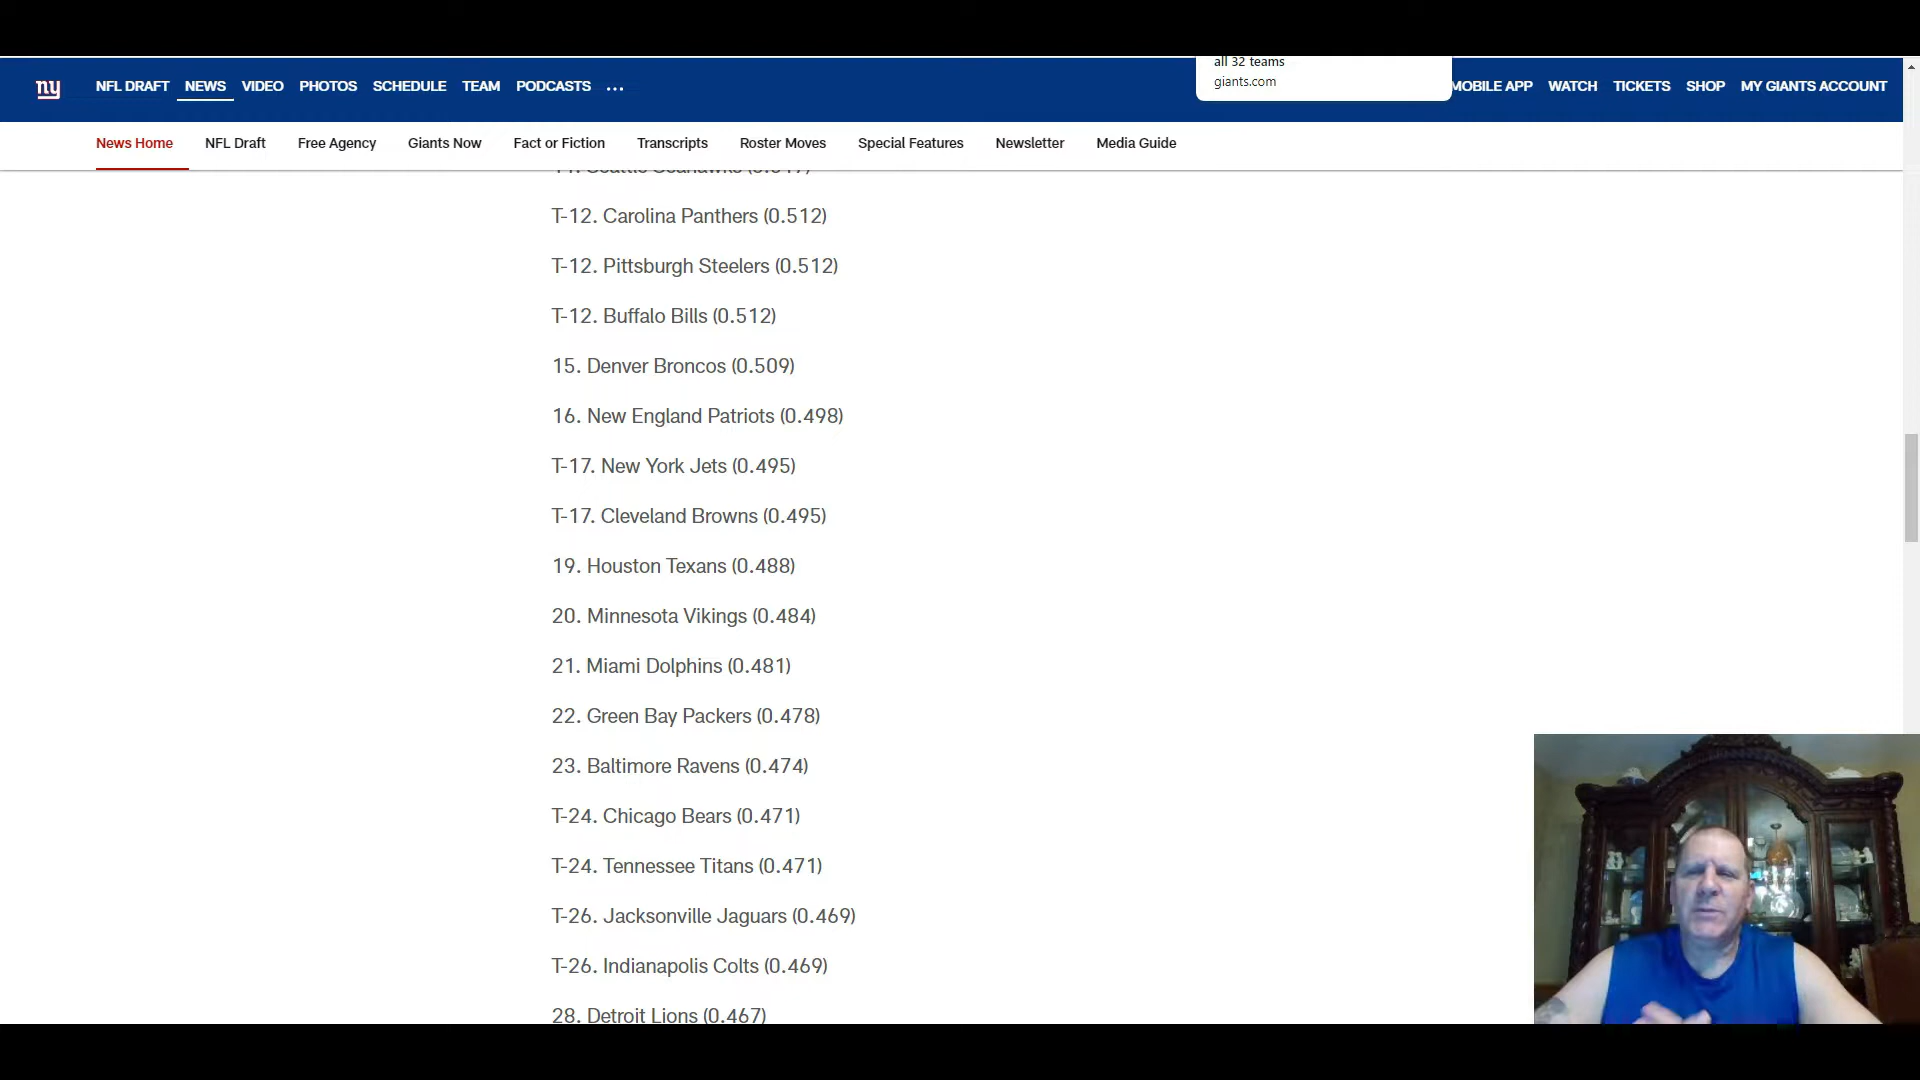 all 32 teams
giants.com
ny NFL DRAFT NEWS VIDEO PHOTOS SCHEDULE TEAM PODCASTS ... MOBILE APP WATCH TICKETS SHOP MY GIANTS ACCOUNT
News Home NFL Draft Free Agency Giants Now Fact or Fiction Transcripts Roster Moves Special Features Newsletter Media Guide
T-12. Carolina Panthers (0.512)
T-12. Pittsburgh Steelers (0.512)
T-12. Buffalo Bills (0.512)
15. Denver Broncos (0.509)
16. New England Patriots (0.498)
T-17. New York Jets (0.495)
T-17. Cleveland Browns (0.495)
19. Houston Texans (0.488)
20. Minnesota Vikings (0.484)
21. Miami Dolphins (0.481)
22. Green Bay Packers (0.478)
23. Baltimore Ravens (0.474)
T-24. Chicago Bears (0.471)
T-24. Tennessee Titans (0.471)
T-26. Jacksonville Jaguars (0.469)
T-26. Indianapolis Colts (0.469)
28. Detroit Lions (0.467)